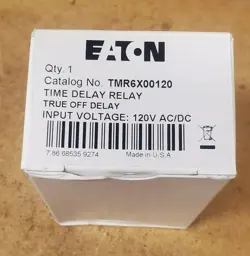 EATON
Qty. 1
Catalog No. TMR6X00120
TIME DELAY RELAY
TRUE OFF DELAY
INPUT VOLTAGE: 120V AC/DC
7 86 68535 9274
Made in U.S.A